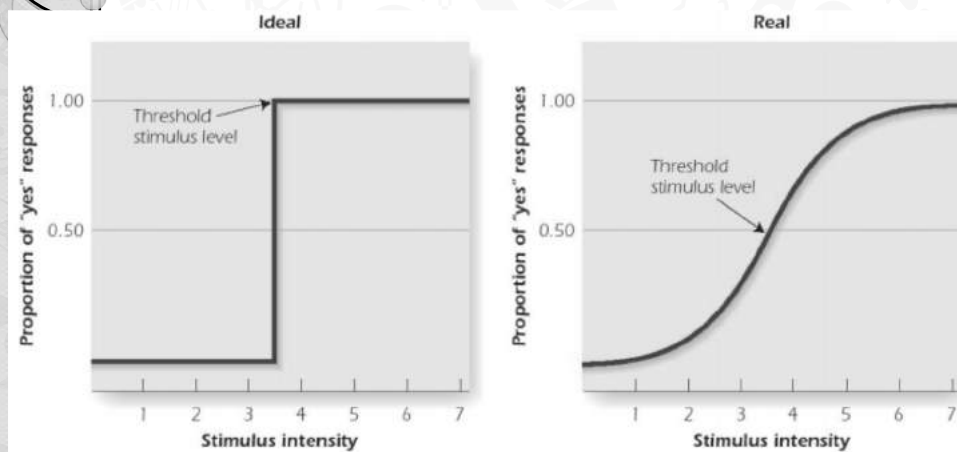 Ideal
Proportion of "yes" responses
1.00
0.50
Threshold
stimulus level
1 2 3 4 5 6 7
Stimulus intensity
Real
Proportion of "yes" responses
1.00
0.50
Threshold
stimulus level
1 2 3 4 5 6 7
Stimulus intensity